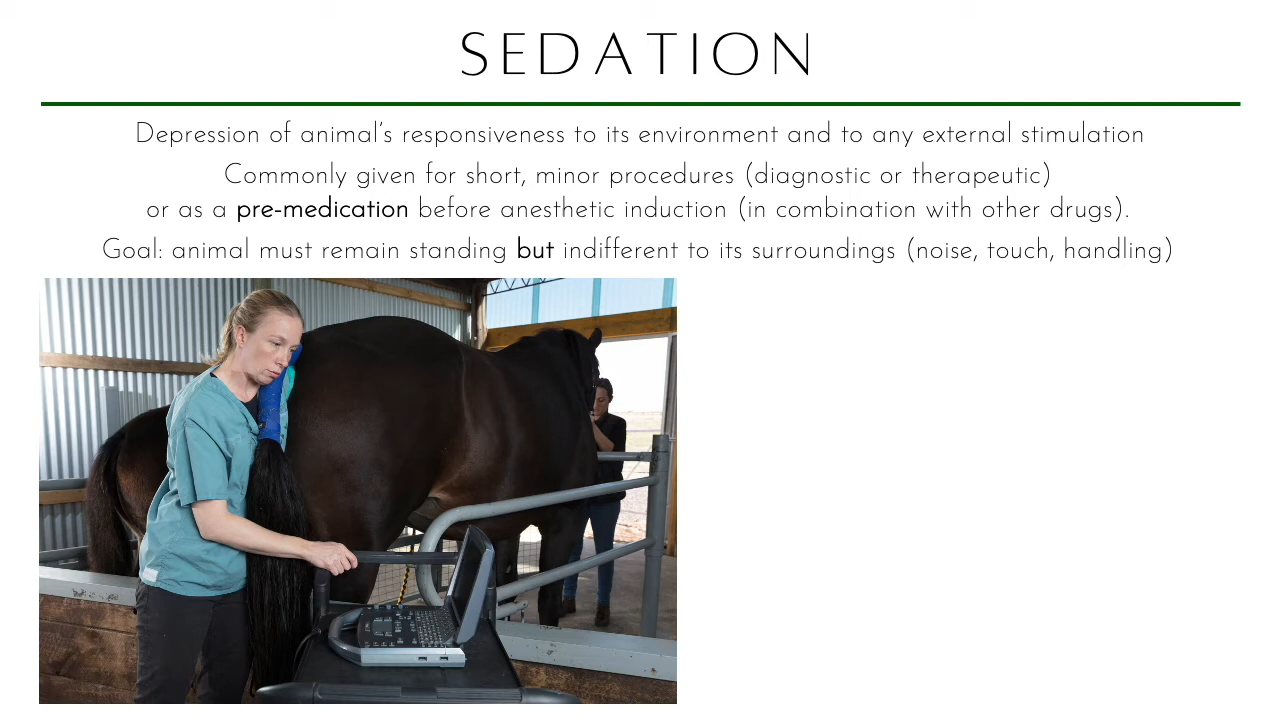 SEDATION
Depression of animal's responsiveness to its environment and to any external stimulation
Commonly given for short, minor procedures (diagnostic or therapeutic)
or as a pre-medication before anesthetic induction (in combination with other drugs).
Goal: animal must remain standing but indifferent to its surroundings (noise, touch, handling)